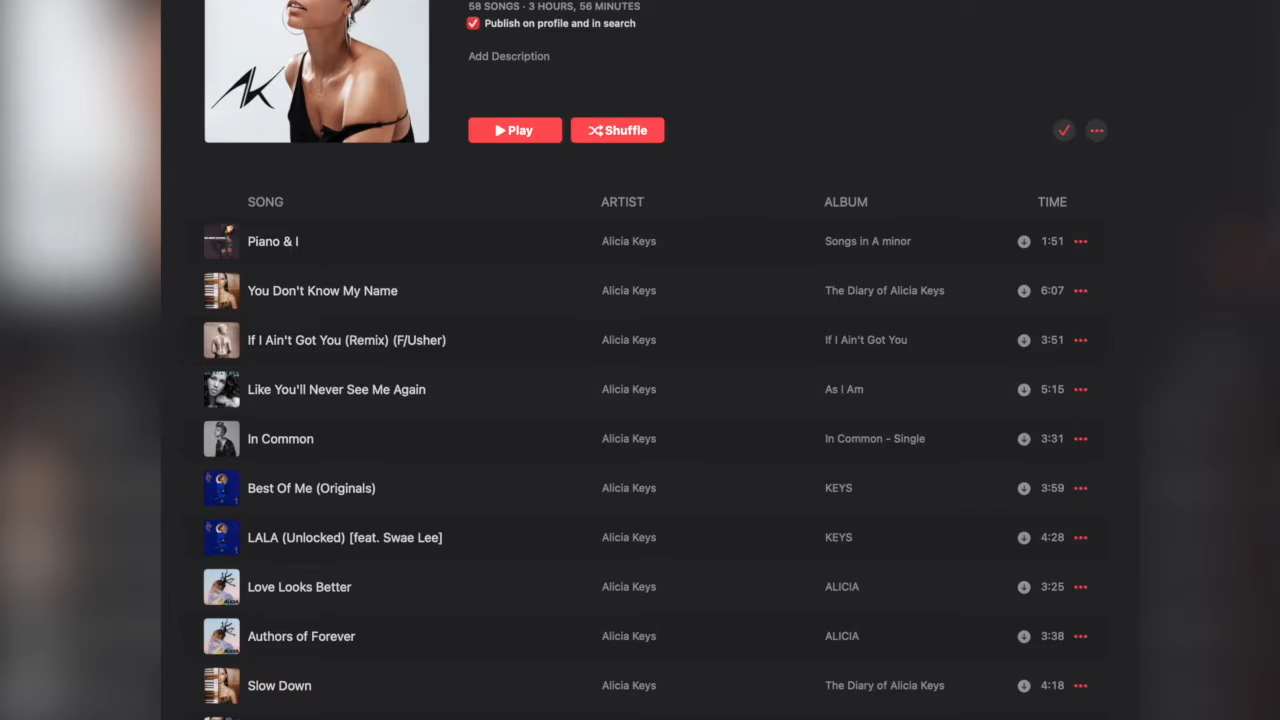 58 SONGS · 3 HOURS, 56 MINUTES
Publish on profile and in search
Add Description
AK
Play Shuffle
SONG ARTIST ALBUM TIME
Piano & I Alicia Keys Songs in A minor 1:51
You Don't Know My Name Alicia Keys The Diary of Alicia Keys 6:07
If I Ain't Got You (Remix) (F/Usher) Alicia Keys If I Ain't Got You 3:51
Like You'll Never See Me Again Alicia Keys As I Am 5:15
In Common Alicia Keys In Common - Single 3:31
Best Of Me (Originals) Alicia Keys KEYS 3:59
LALA (Unlocked) [feat. Swae Lee] Alicia Keys KEYS 4:28
Love Looks Better Alicia Keys ALICIA 3:25
Authors of Forever Alicia Keys ALICIA 3:38
Slow Down Alicia Keys The Diary of Alicia Keys 4:18